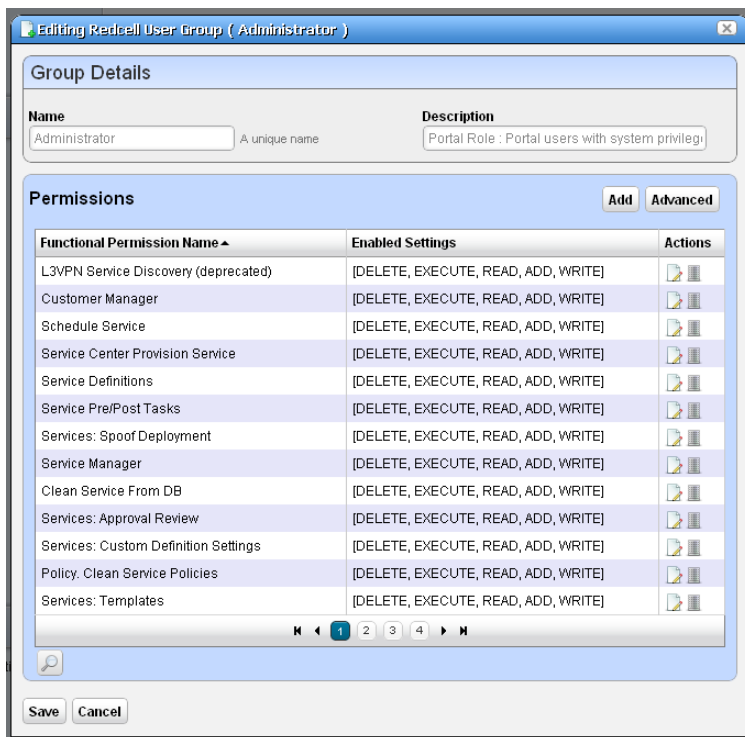 Editing Redcell User Group ( Administrator )
Group Details
Name
Description
Administrator A unique name Portal Role : Portal users with system privileg
Permissions Add Advanced
Functional Permission Name Enabled Settings Actions
L3VPN Service Discovery (deprecated) [DELETE, EXECUTE, READ, ADD, WRITE]
Customer Manager [DELETE, EXECUTE, READ, ADD, WRITE]
Schedule Service [DELETE, EXECUTE, READ, ADD, WRITE]
Service Center Provision Service [DELETE, EXECUTE, READ, ADD, WRITE]
Service Definitions [DELETE, EXECUTE, READ, ADD, WRITE]
Service Pre/Post Tasks [DELETE, EXECUTE, READ, ADD, WRITE]
Services: Spoof Deployment [DELETE, EXECUTE, READ, ADD, WRITE]
Service Manager [DELETE, EXECUTE, READ, ADD, WRITE]
Clean Service From DB [DELETE, EXECUTE, READ, ADD, WRITE]
Services: Approval Review [DELETE, EXECUTE, READ, ADD, WRITE]
Services: Custom Definition Settings [DELETE, EXECUTE, READ, ADD, WRITE]
Policy. Clean Service Policies [DELETE, EXECUTE, READ, ADD, WRITE]
Services: Templates [DELETE, EXECUTE, READ, ADD, WRITE]
1 2 3 4
Save Cancel